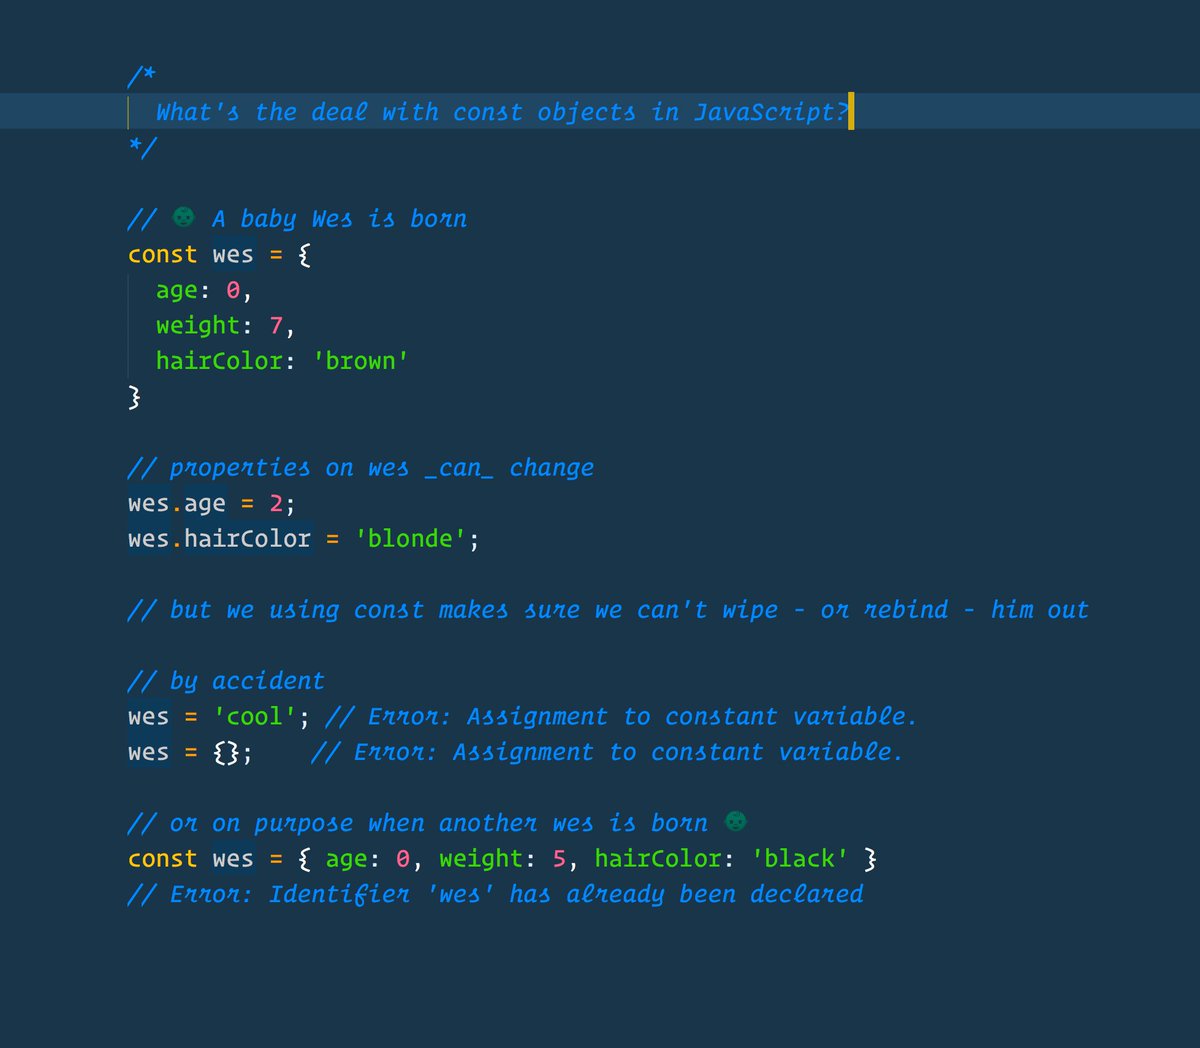 /*
What's the deal with const objects in JavaScript?
*/
// 👶 A baby Wes is born
const wes = {
age: 0,
weight: 7,
hairColor: 'brown'
}
// properties on wes _can_ change
wes.age = 2;
wes.hairColor = 'blonde';
// but we using const makes sure we can't wipe - or rebind - him out
// by accident
wes = 'cool'; // Error: Assignment to constant variable.
wes = {}; // Error: Assignment to constant variable.
// or on purpose when another wes is born 👶
const wes = { age: 0, weight: 5, hairColor: 'black' }
// Error: Identifier 'wes' has already been declared